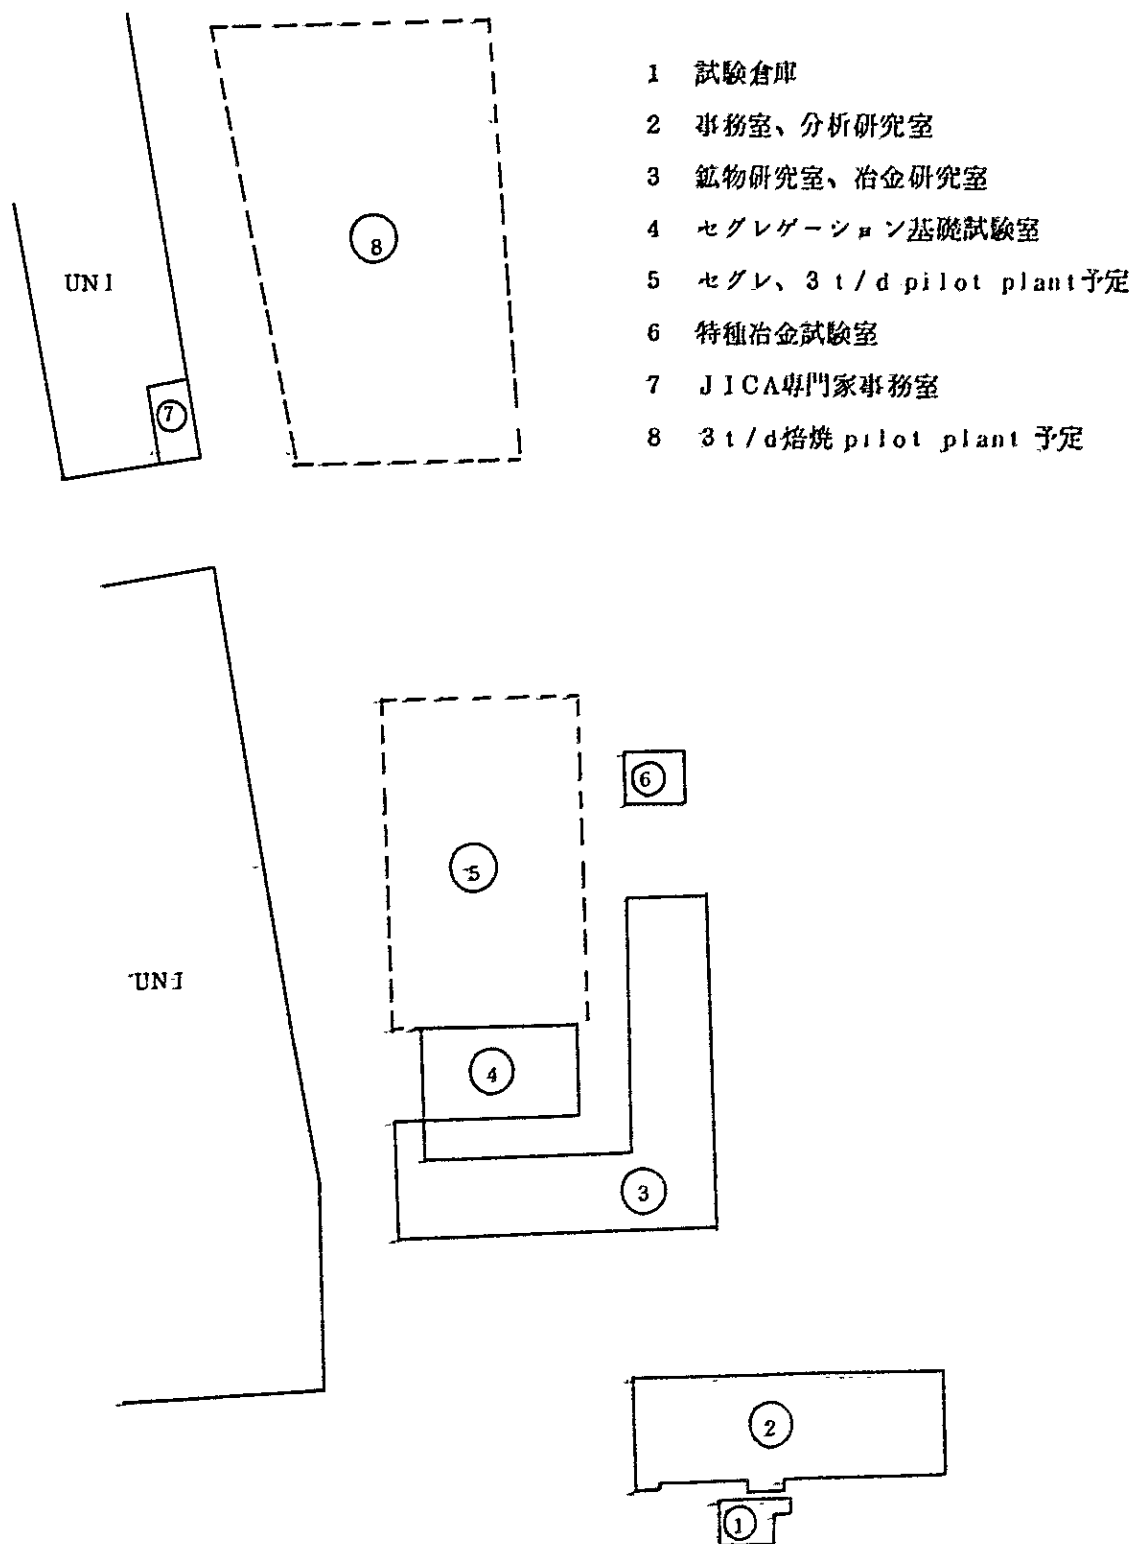 1 試験倉庫
2 事務室、分析研究室
3 鉱物研究室、冶金研究室
4 セグレゲーション基礎試験室
5 セグレ、3 t/d pilot plant予定
6 特種冶金試験室
7 JICA専門家事務室
8 3t/d焙焼 pilot plant 予定
8
UNI
7
6
5
UNI
4
3
2
1